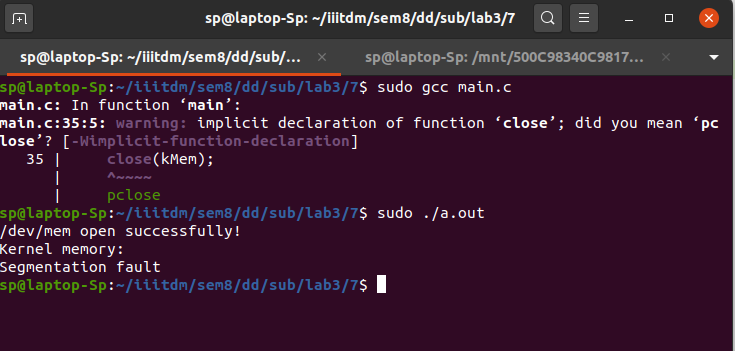 sp@laptop-Sp: ~/iiitdm/sem8/dd/sub/lab3/7
sp@laptop-Sp: ~/iiitdm/sem8/dd/sub/...
sp@laptop-Sp: /mnt/500C98340C9817...
sp@laptop-Sp:~/iiitdm/sem8/dd/sub/lab3/7$ sudo gcc main.c
main.c: In function ‘main’:
main.c:35:5: warning: implicit declaration of function ‘close’; did you mean ‘pc
lose’? [-Wimplicit-function-declaration]
   35 |     close(kMem);
      |     ^~~~~
      |     pclose
sp@laptop-Sp:~/iiitdm/sem8/dd/sub/lab3/7$ sudo ./a.out
/dev/mem open successfully!
Kernel memory:
Segmentation fault
sp@laptop-Sp:~/iiitdm/sem8/dd/sub/lab3/7$